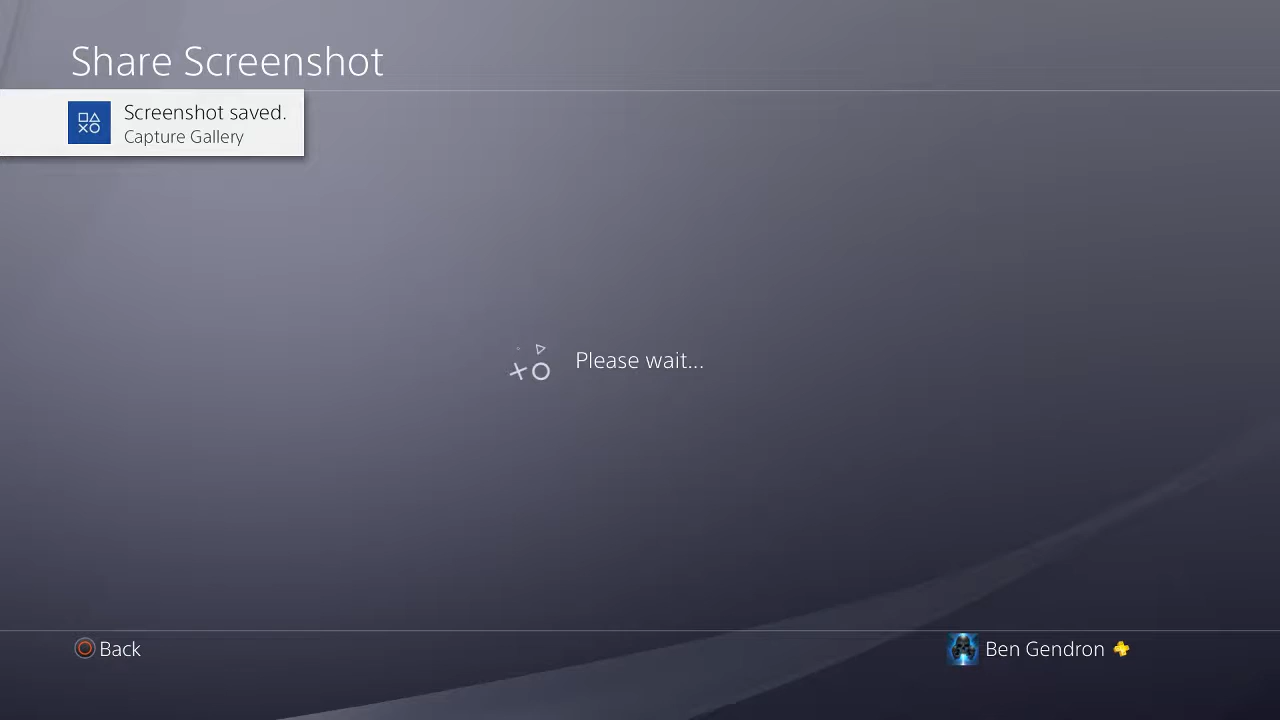 Share Screenshot
Screenshot saved.
Capture Gallery
Please wait...
Back
Ben Gendron